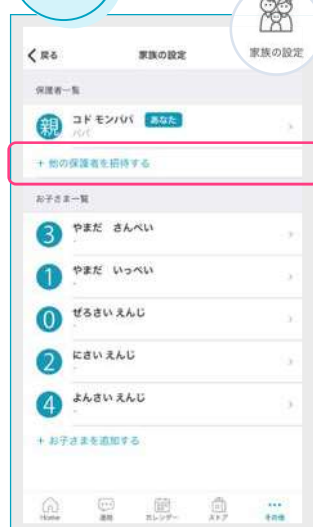 家族の設定
戻る
家族の設定
保護者一覧
親
コドモンパパ
あなた
パパ
+ 他の保護者を招待する
お子さま一覧
3
やまだ さんぺい
-
1
やまだ いっぺい
-
0
ぜろさい えんじ
-
2
にさい えんじ
-
4
よんさい えんじ
-
+ お子さまを追加する
Home
連絡
カレンダー
ストア
その他